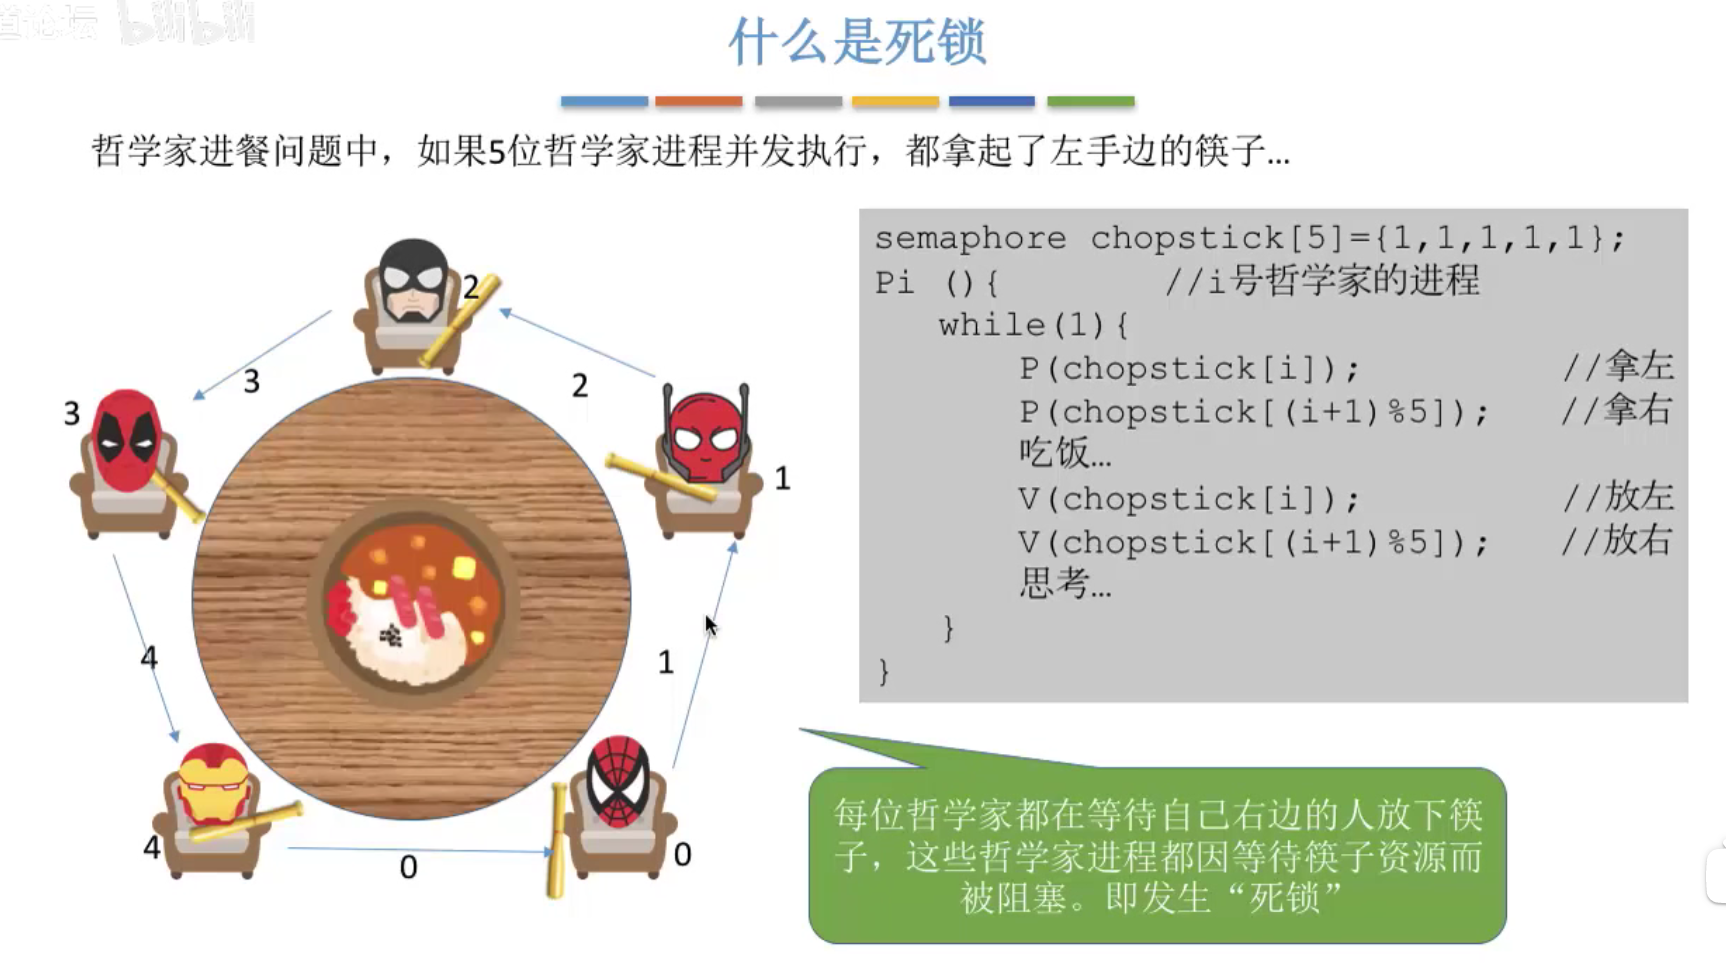 道论坛 bilibili
什么是死锁
哲学家进餐问题中，如果5位哲学家进程并发执行，都拿起了左手边的筷子...
2
3
2
3
1
4
1
4
0
0
semaphore chopstick[5]={1,1,1,1,1};
Pi (){ //i号哲学家的进程
while(1){
P(chopstick[i]); //拿左
P(chopstick[(i+1)%5]); //拿右
吃饭...
V(chopstick[i]); //放左
V(chopstick[(i+1)%5]); //放右
思考...
}
}
每位哲学家都在等待自己右边的人放下筷
子，这些哲学家进程都因等待筷子资源而
被阻塞。即发生“死锁”